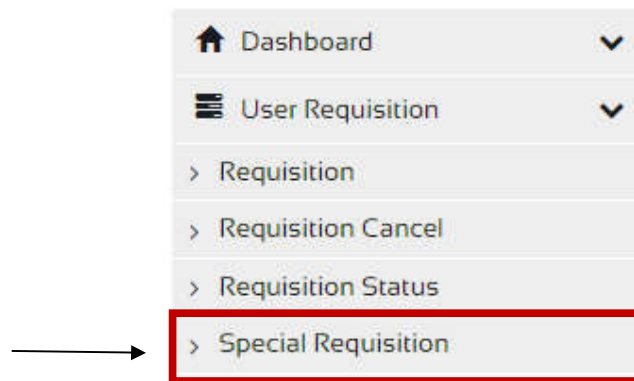 Dashboard
User Requisition
Requisition
Requisition Cancel
Requisition Status
Special Requisition